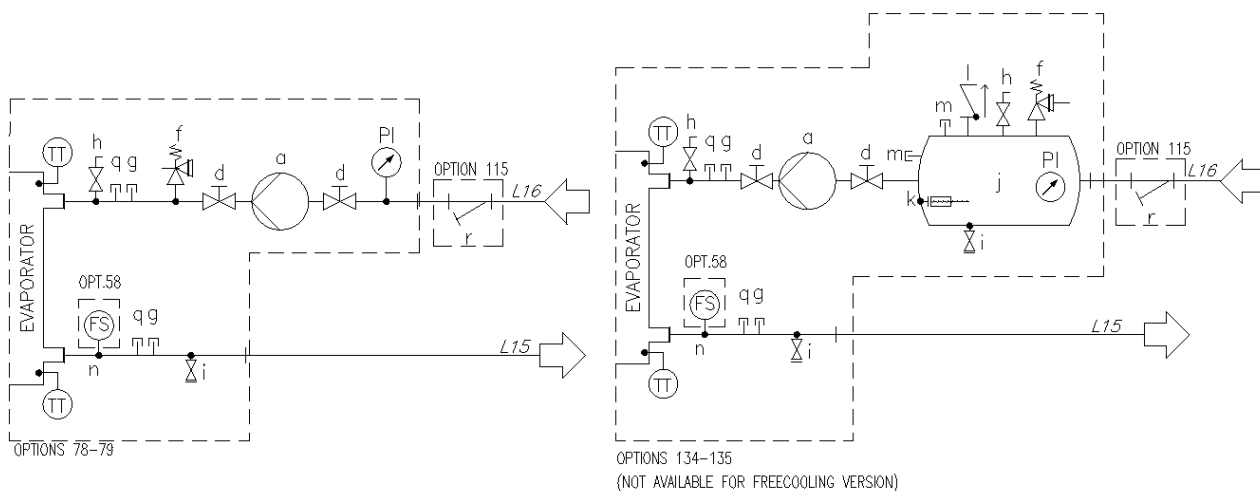 TT
h
q g
f
d
a
d
PI
OPTION 115
L16
r
EVAPORATOR
OPT.58
FS
q g
n
i
L15
TT
OPTIONS 78-79
TT
h
q g
d
a
d
m
m
l
h
f
j
PI
k
i
OPTION 115
L16
r
EVAPORATOR
OPT.58
FS
q g
n
i
L15
TT
OPTIONS 134-135
(NOT AVAILABLE FOR FREECOOLING VERSION)